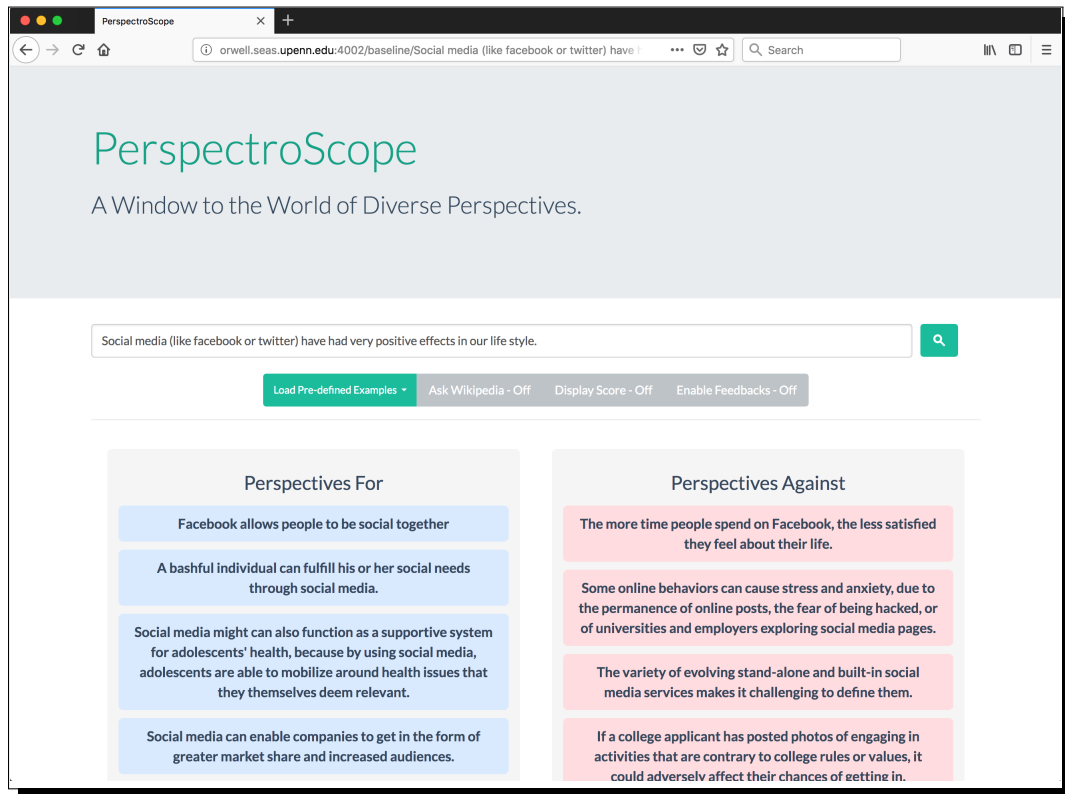 PerspectroScope
orwell.seas.upenn.edu:4002/baseline/Social media (like facebook or twitter) have
Search
PerspectroScope
A Window to the World of Diverse Perspectives.
Social media (like facebook or twitter) have had very positive effects in our life style.
Load Pre-defined Examples
Ask Wikipedia - Off
Display Score - Off
Enable Feedbacks - Off
Perspectives For
Facebook allows people to be social together
A bashful individual can fulfill his or her social needs
through social media.
Social media might can also function as a supportive system
for adolescents' health, because by using social media,
adolescents are able to mobilize around health issues that
they themselves deem relevant.
Social media can enable companies to get in the form of
greater market share and increased audiences.
Perspectives Against
The more time people spend on Facebook, the less satisfied
they feel about their life.
Some online behaviors can cause stress and anxiety, due to
the permanence of online posts, the fear of being hacked, or
of universities and employers exploring social media pages.
The variety of evolving stand-alone and built-in social
media services makes it challenging to define them.
If a college applicant has posted photos of engaging in
activities that are contrary to college rules or values, it
could adversely affect their chances of getting in.